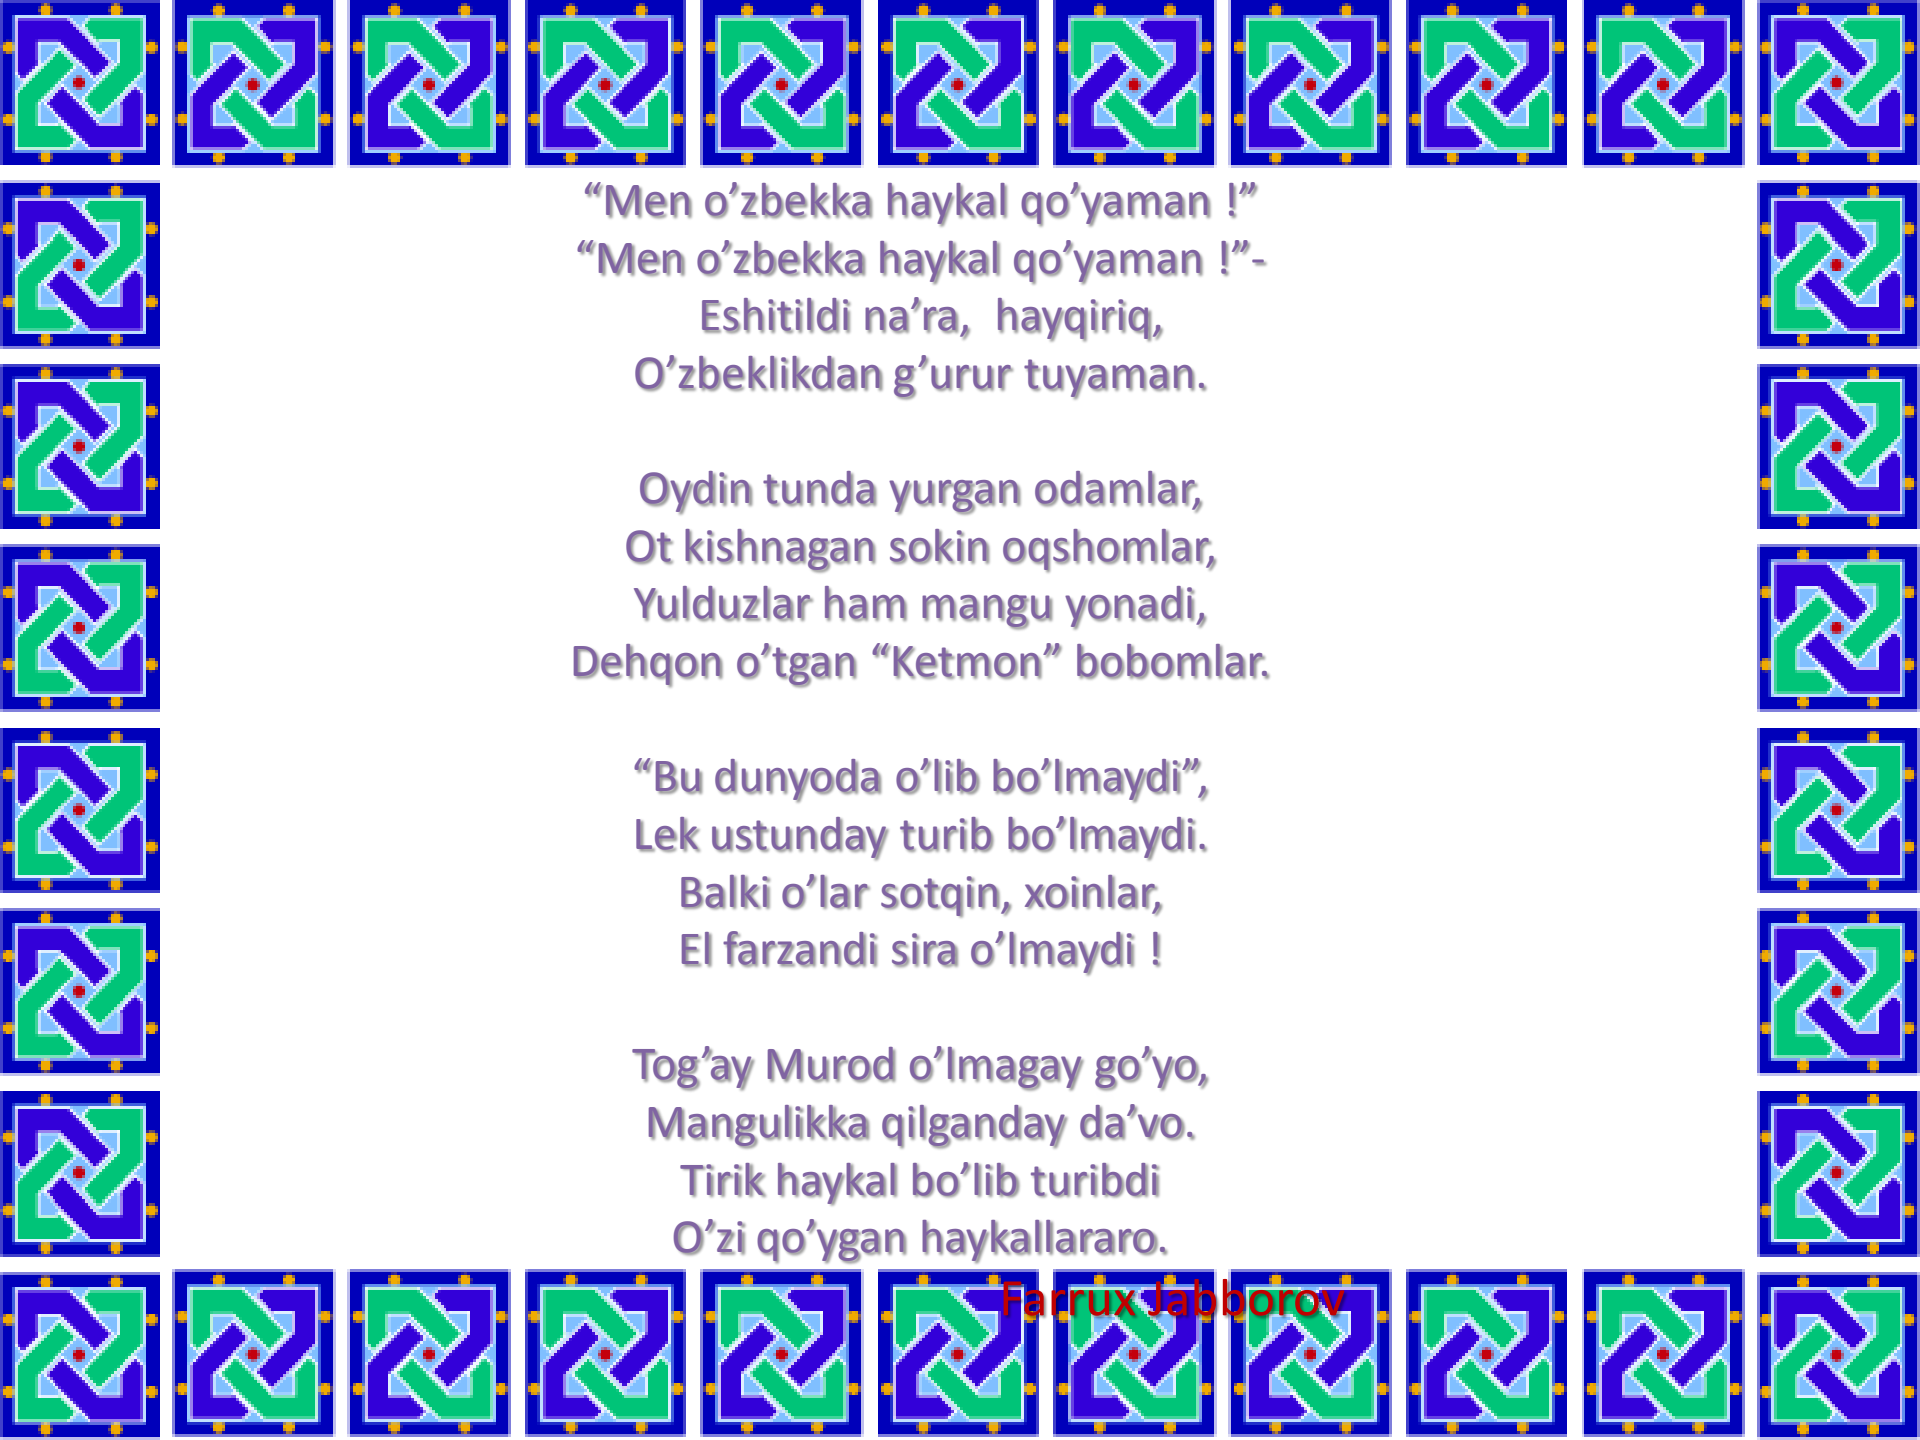 “Men o’zbekka haykal qo’yaman !”
“Men o’zbekka haykal qo’yaman !”-
Eshitildi na’ra,  hayqiriq,
O’zbeklikdan g’urur tuyaman.

Oydin tunda yurgan odamlar,
Ot kishnagan sokin oqshomlar,
Yulduzlar ham mangu yonadi,
Dehqon o’tgan “Ketmon” bobomlar.

“Bu dunyoda o’lib bo’lmaydi”,
Lek ustunday turib bo’lmaydi.
Balki o’lar sotqin, xoinlar,
El farzandi sira o’lmaydi !

Tog’ay Murod o’lmagay go’yo,
Mangulikka qilganday da’vo.
Tirik haykal bo’lib turibdi
O’zi qo’ygan haykallararo.
Farrux Jabborov